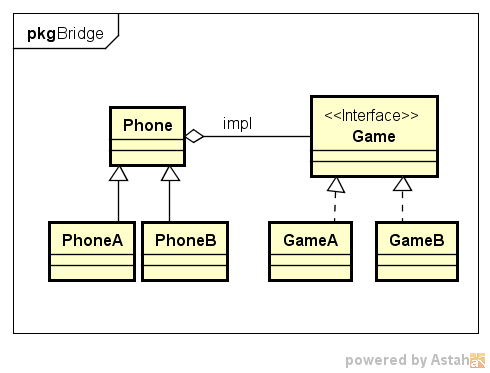 pkgBridge
impl
<<Interface>>
Phone
Game
PhoneA
PhoneB
GameA
GameB
powered by Astah